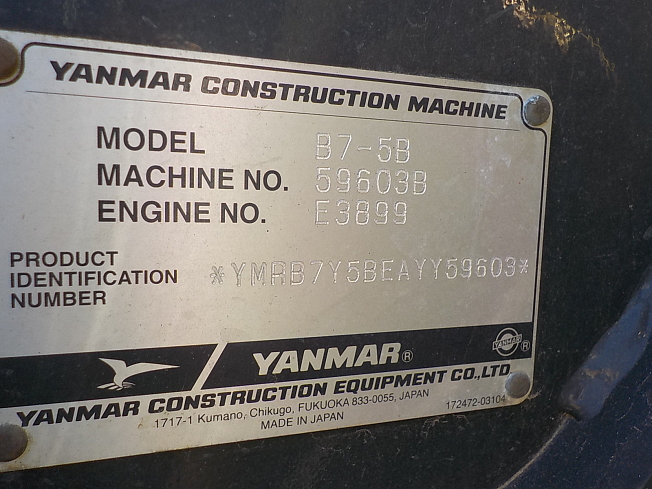 YANMAR CONSTRUCTION MACHINE
MODEL B7-5B
MACHINE NO. 59603B
ENGINE NO. E3899
PRODUCT
IDENTIFICATION
NUMBER
*YMRB7Y5BEAYY59603*
YANMAR®
YANMAR ®
YANMAR CONSTRUCTION EQUIPMENT CO.,LTD.
1717-1 Kumano, Chikugo, FUKUOKA 833-0055, JAPAN
MADE IN JAPAN
172472-03104